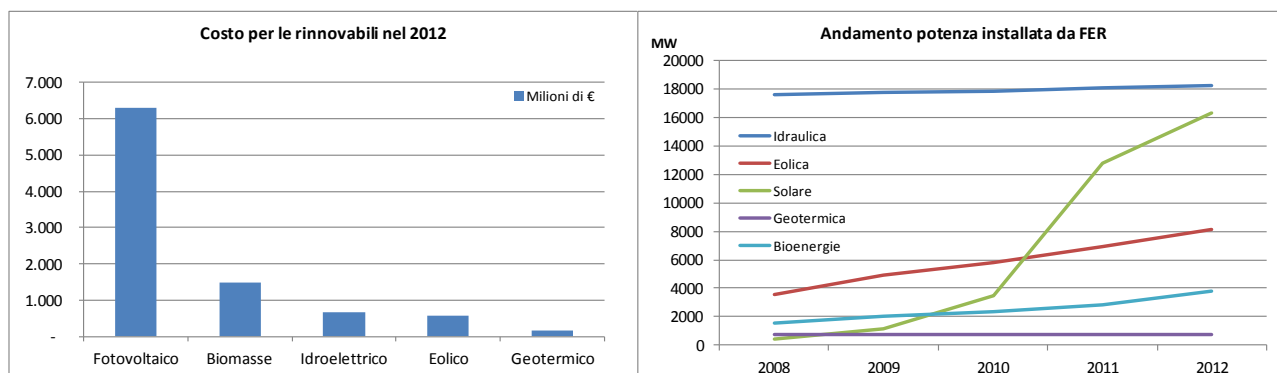 Costo per le rinnovabili nel 2012
7.000
6.000
5.000
4.000
3.000
2.000
1.000
-
Milioni di €
Fotovoltaico Biomasse Idroelettrico Eolico Geotermico
Andamento potenza installata da FER
MW
20000
18000
16000
14000
12000
10000
8000
6000
4000
2000
0
Idraulica
Eolica
Solare
Geotermica
Bioenergie
2008 2009 2010 2011 2012